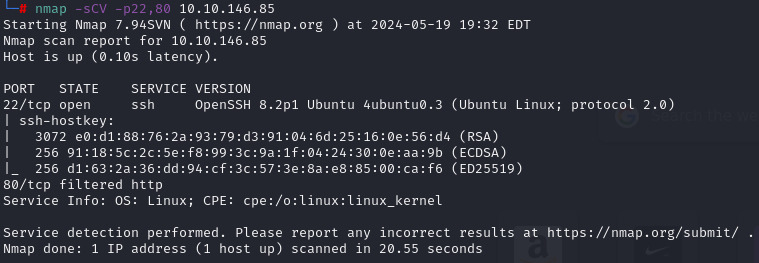 └─# nmap -sCV -p22,80 10.10.146.85
Starting Nmap 7.94SVN ( https://nmap.org ) at 2024-05-19 19:32 EDT
Nmap scan report for 10.10.146.85
Host is up (0.10s latency).

PORT   STATE    SERVICE VERSION
22/tcp open     ssh     OpenSSH 8.2p1 Ubuntu 4ubuntu0.3 (Ubuntu Linux; protocol 2.0)
| ssh-hostkey:
|   3072 e0:d1:88:76:2a:93:79:d3:91:04:6d:25:16:0e:56:d4 (RSA)
|   256 91:18:5c:2c:5e:f8:99:3c:9a:1f:04:24:30:0e:aa:9b (ECDSA)
|_  256 d1:63:2a:36:dd:94:cf:3c:57:3e:8a:e8:85:00:ca:f6 (ED25519)
80/tcp filtered http
Service Info: OS: Linux; CPE: cpe:/o:linux:linux_kernel

Service detection performed. Please report any incorrect results at https://nmap.org/submit/ .
Nmap done: 1 IP address (1 host up) scanned in 20.55 seconds